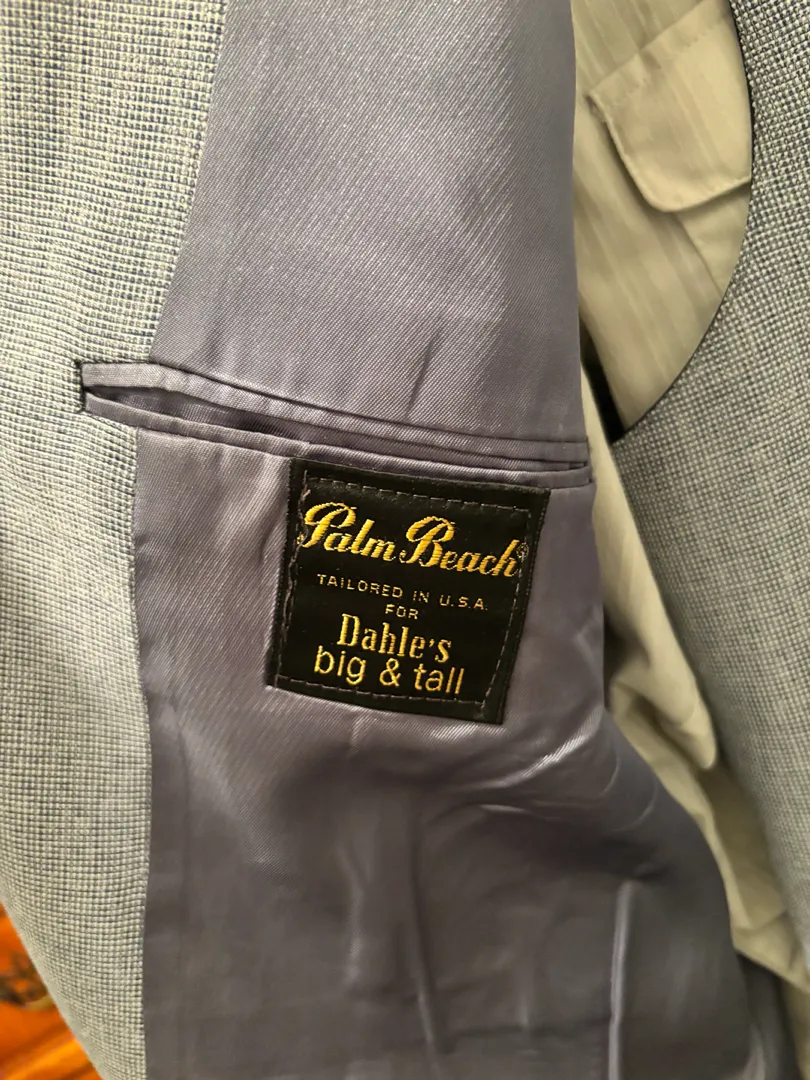 Palm Beach®
TAILORED IN U.S.A.
FOR
Dahle's
big & tall